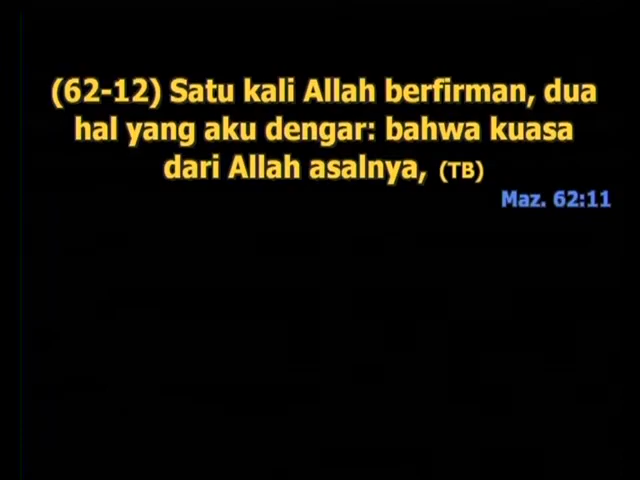 (62-12) Satu kali Allah berfirman, dua
hal yang aku dengar: bahwa kuasa
dari Allah asalnya, (TB)
Maz. 62:11